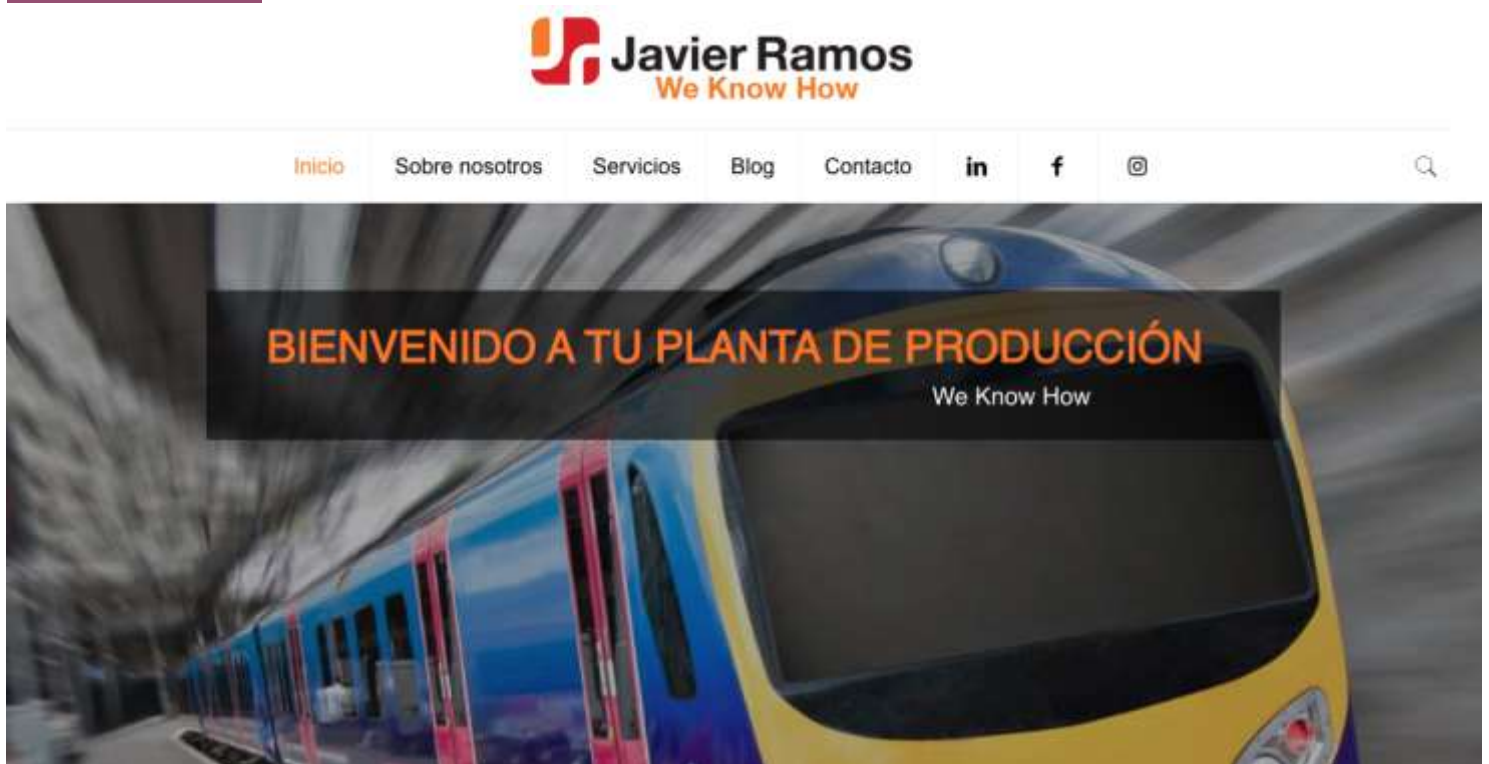 Javier Ramos
We Know How
Inicio Sobre nosotros Servicios Blog Contacto in f
BIENVENIDO A TU PLANTA DE PRODUCCIÓN
We Know How